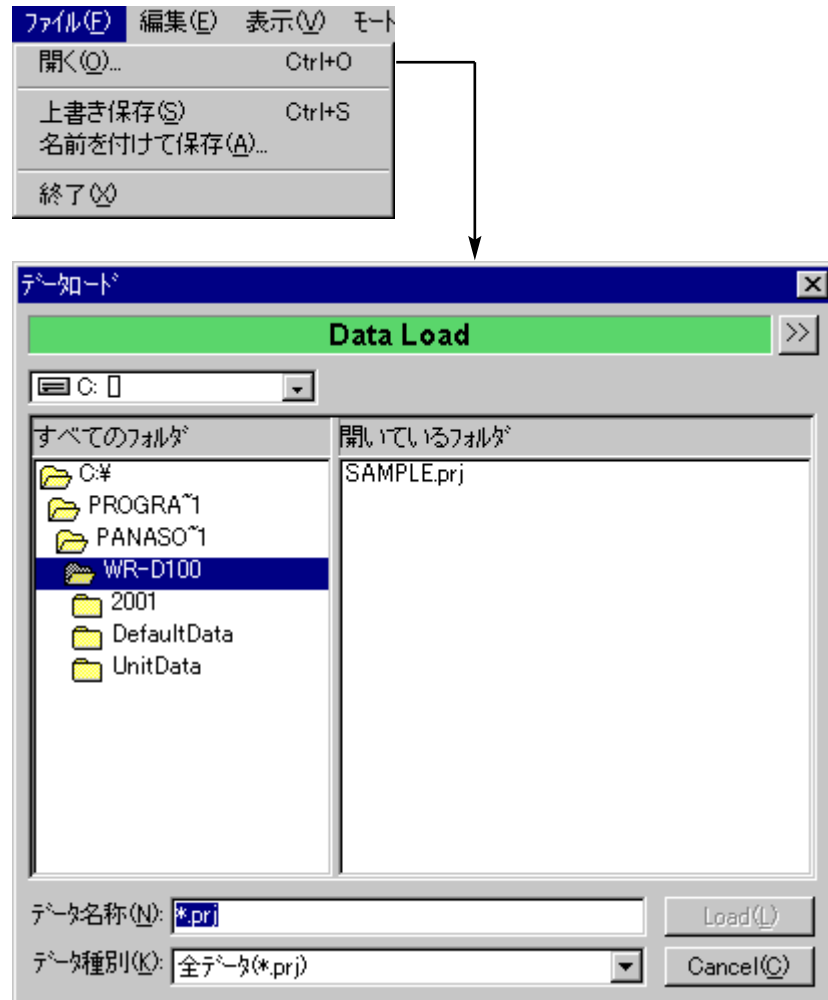 ファイル(F) 編集(E) 表示(V) モート
開く(O)... Ctrl+O
上書き保存(S) Ctrl+S
名前を付けて保存(A)...
終了(X)
データロード
Data Load >>
C: []
すべてのフォルダ 開いているフォルダ
C:¥ SAMPLE.prj
PROGRA~1
PANASO~1
WR-D100
2001
DefaultData
UnitData
データ名称(N): *.prj Load(L)
データ種別(K): 全データ(*.prj) Cancel(C)